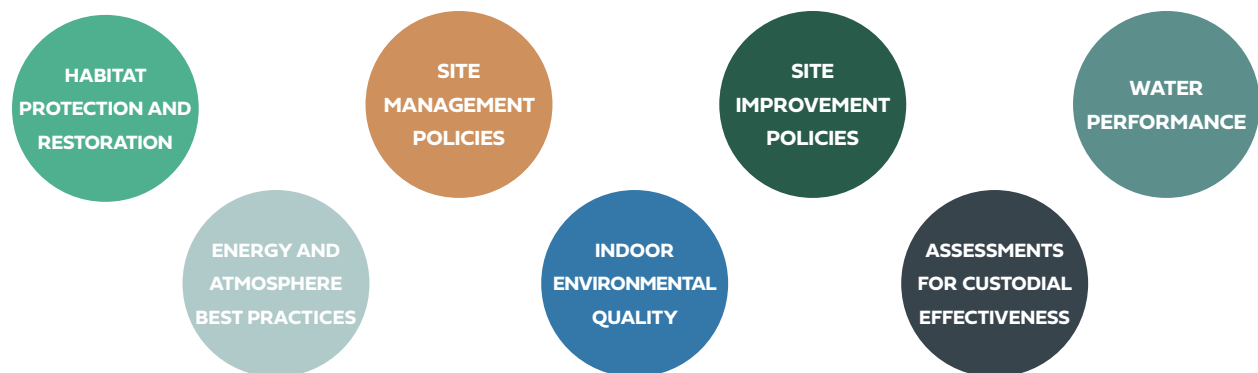 HABITAT
PROTECTION AND
RESTORATION
SITE
MANAGEMENT
POLICIES
SITE
IMPROVEMENT
POLICIES
WATER
PERFORMANCE
ENERGY AND
ATMOSPHERE
BEST PRACTICES
INDOOR
ENVIRONMENTAL
QUALITY
ASSESSMENTS
FOR CUSTODIAL
EFFECTIVENESS